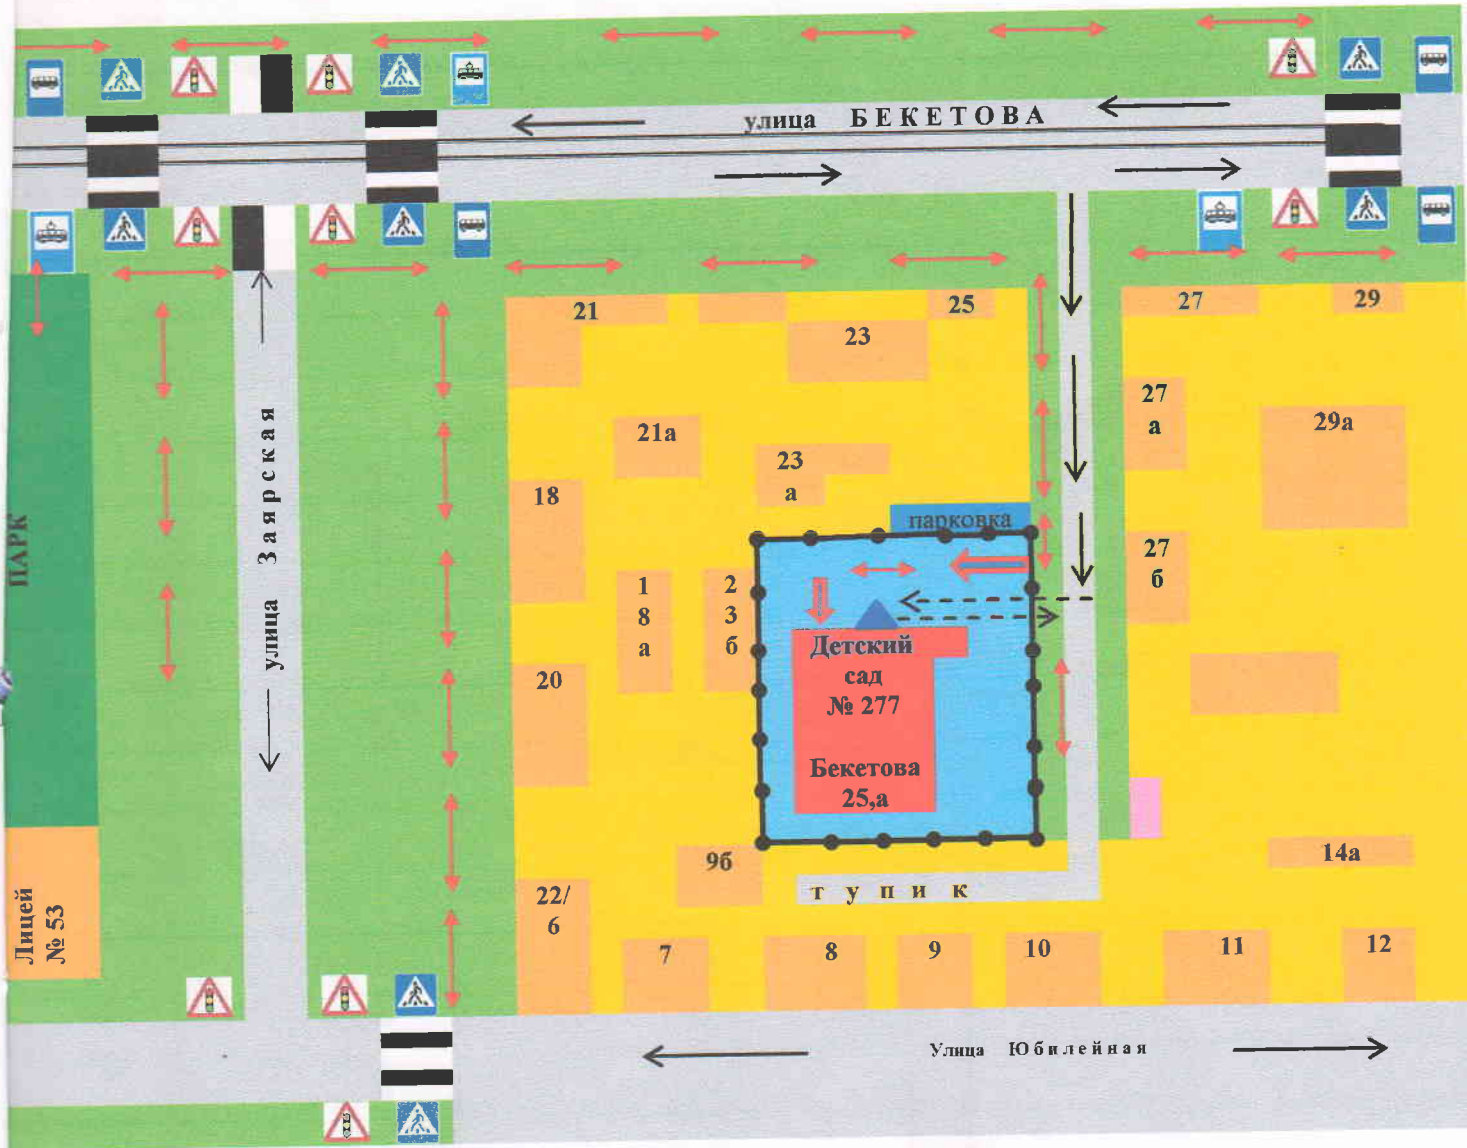 улица БЕКЕТОВА
21
25
23
27
29
21а
23
а
27
а
29а
18
парковка
27
б
ПАРК
улица Заярская
1
8
а
2
3
б
Детский
сад
№ 277
Бекетова
25,а
20
9б
14а
тупик
22/
6
Лицей
№ 53
7
8
9
10
11
12
Улица Юбилейная